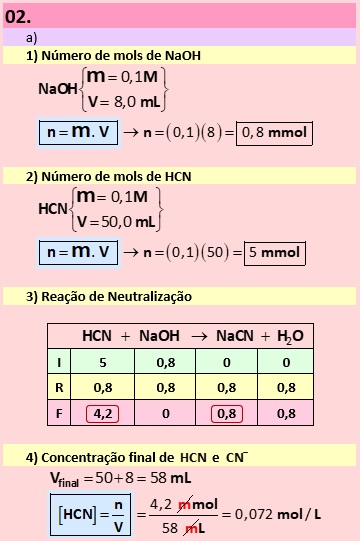 02.
a)
1) Número de mols de NaOH
NaOH { m = 0,1M
V = 8,0 mL }
n = m. V → n = (0,1)(8) = 0,8 mmol
2) Número de mols de HCN
HCN { m = 0,1M
V = 50,0 mL }
n = m. V → n = (0,1)(50) = 5 mmol
3) Reação de Neutralização
HCN + NaOH → NaCN + H₂O
I 5 0,8 0 0
R 0,8 0,8 0,8 0,8
F 4,2 0 0,8 0,8
4) Concentração final de HCN e CN⁻
Vfinal = 50+8 = 58 mL
[HCN] = n/V = 4,2 mmol / 58 mL = 0,072 mol / L